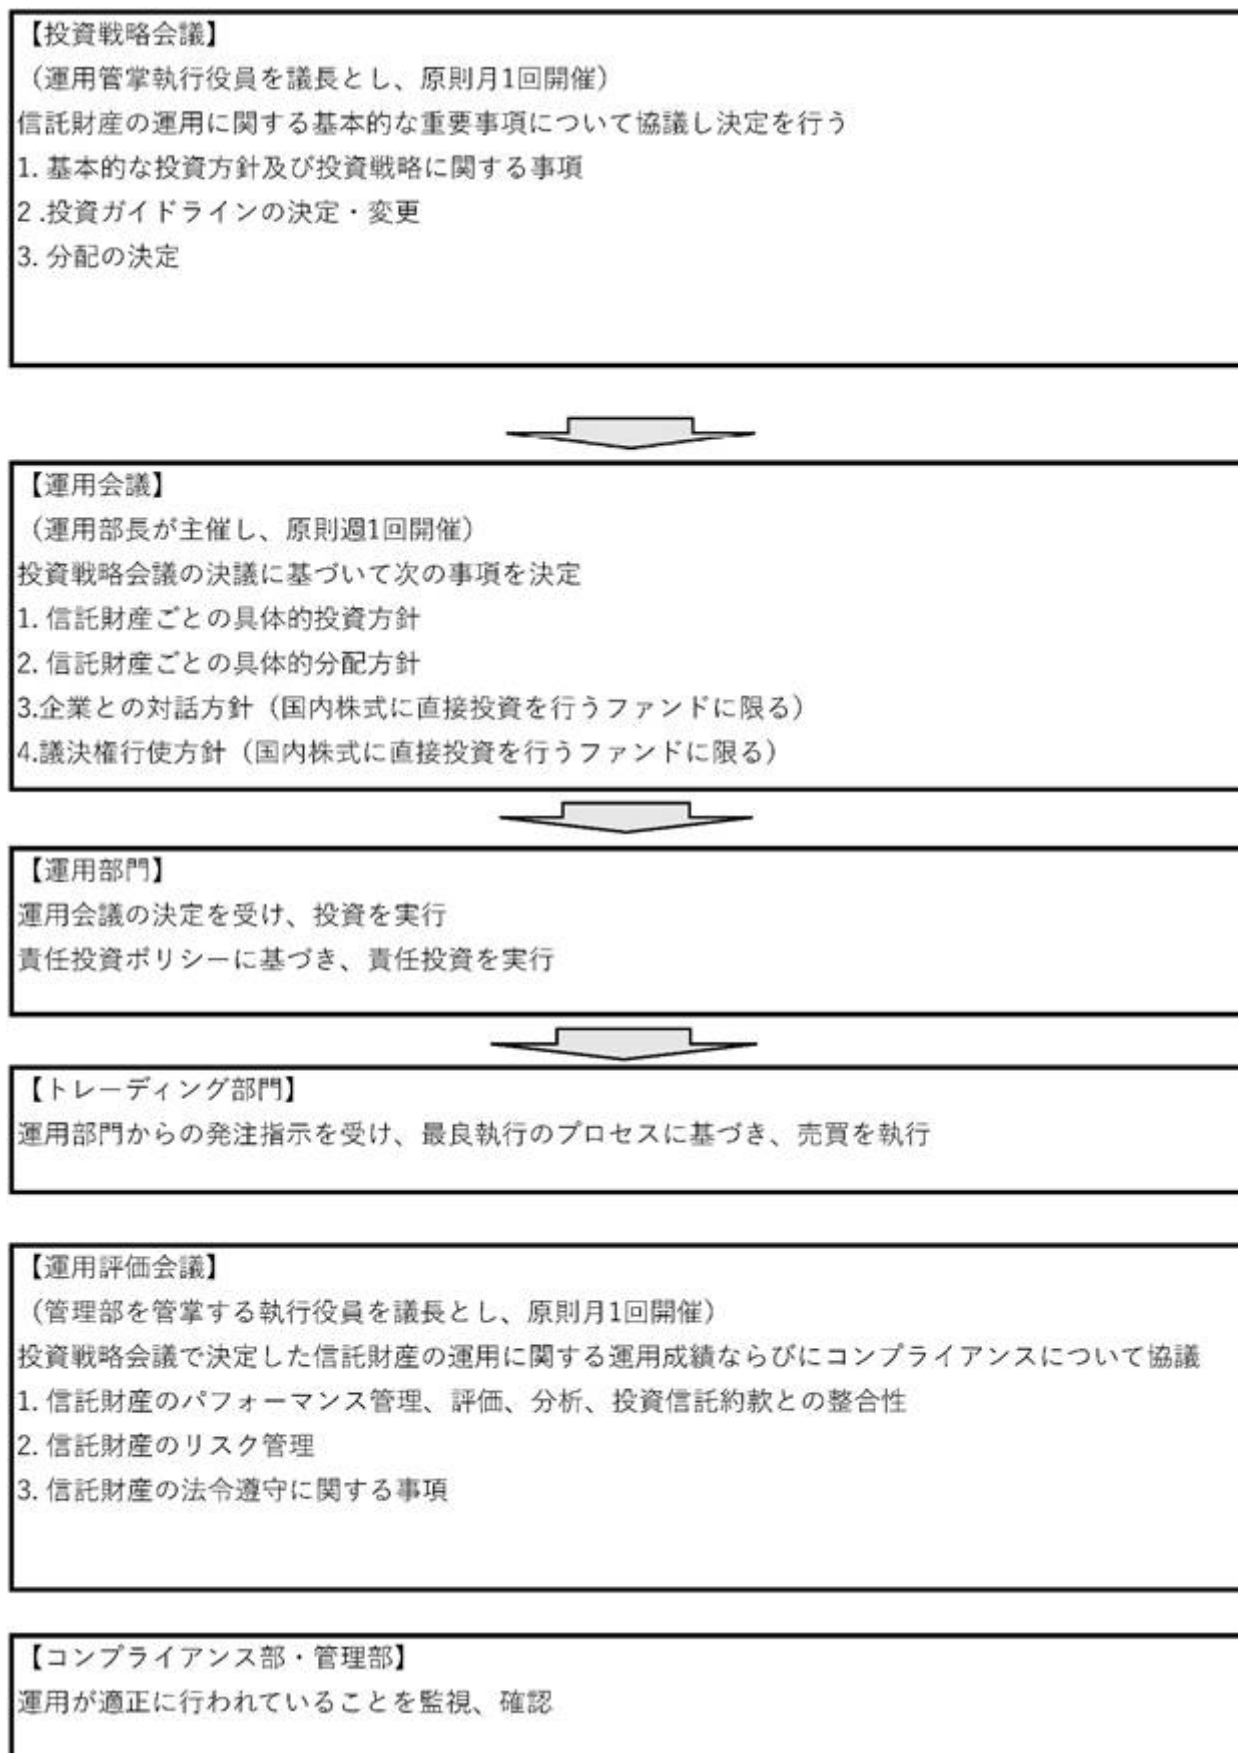 【投資戦略会議】
（運用管掌執行役員を議長とし、原則月1回開催）
信託財産の運用に関する基本的な重要事項について協議し決定を行う
1. 基本的な投資方針及び投資戦略に関する事項
2 .投資ガイドラインの決定・変更
3. 分配の決定
【運用会議】
（運用部長が主催し、原則週1回開催）
投資戦略会議の決議に基づいて次の事項を決定
1. 信託財産ごとの具体的投資方針
2. 信託財産ごとの具体的分配方針
3.企業との対話方針（国内株式に直接投資を行うファンドに限る）
4.議決権行使方針（国内株式に直接投資を行うファンドに限る）
【運用部門】
運用会議の決定を受け、投資を実行
責任投資ポリシーに基づき、責任投資を実行
【トレーディング部門】
運用部門からの発注指示を受け、最良執行のプロセスに基づき、売買を執行
【運用評価会議】
（管理部を管掌する執行役員を議長とし、原則月1回開催）
投資戦略会議で決定した信託財産の運用に関する運用成績ならびにコンプライアンスについて協議
1. 信託財産のパフォーマンス管理、評価、分析、投資信託約款との整合性
2. 信託財産のリスク管理
3. 信託財産の法令遵守に関する事項
【コンプライアンス部・管理部】
運用が適正に行われていることを監視、確認